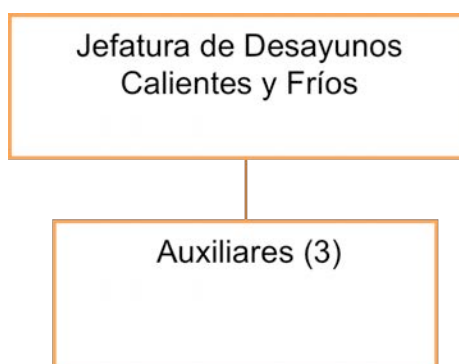 Jefatura de Desayunos
Calientes y Fríos
Auxiliares (3)